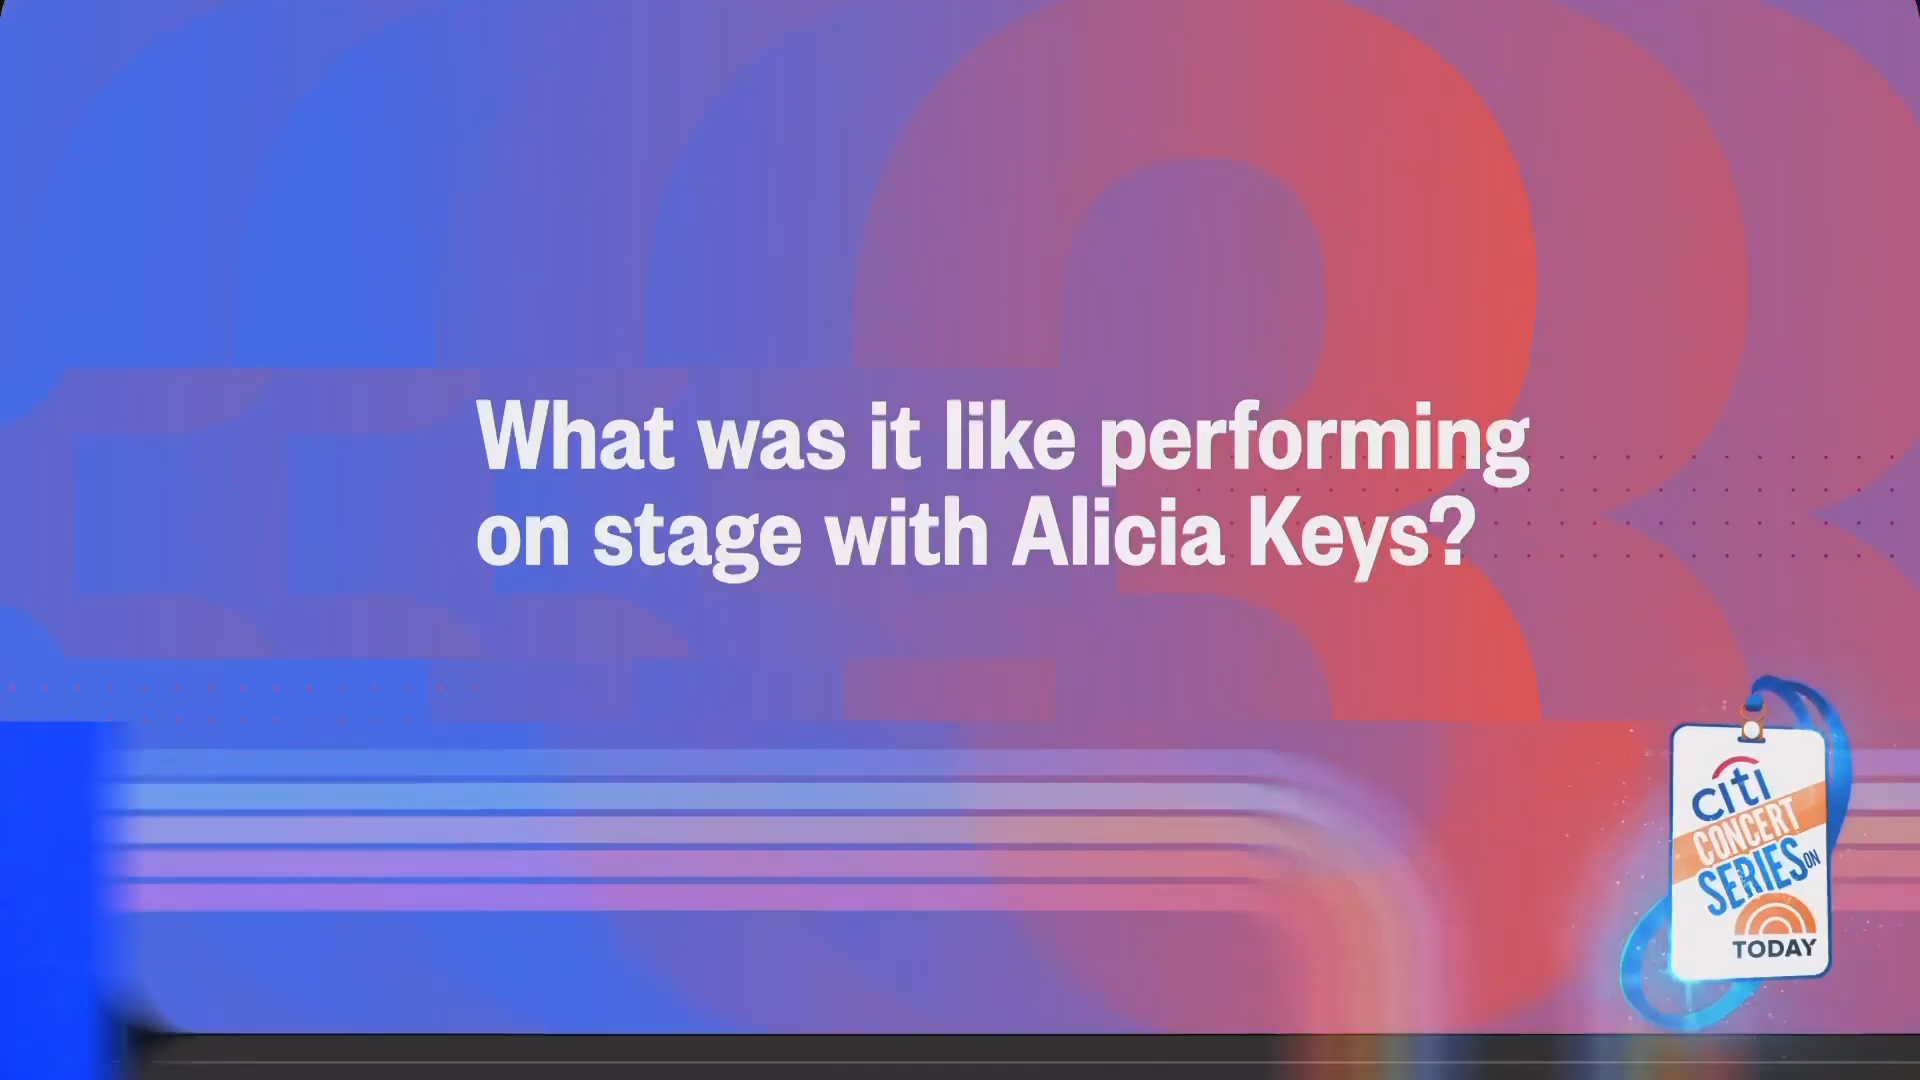 What was it like performing
on stage with Alicia Keys?
citi
CONCERT
SERIES ON
TODAY